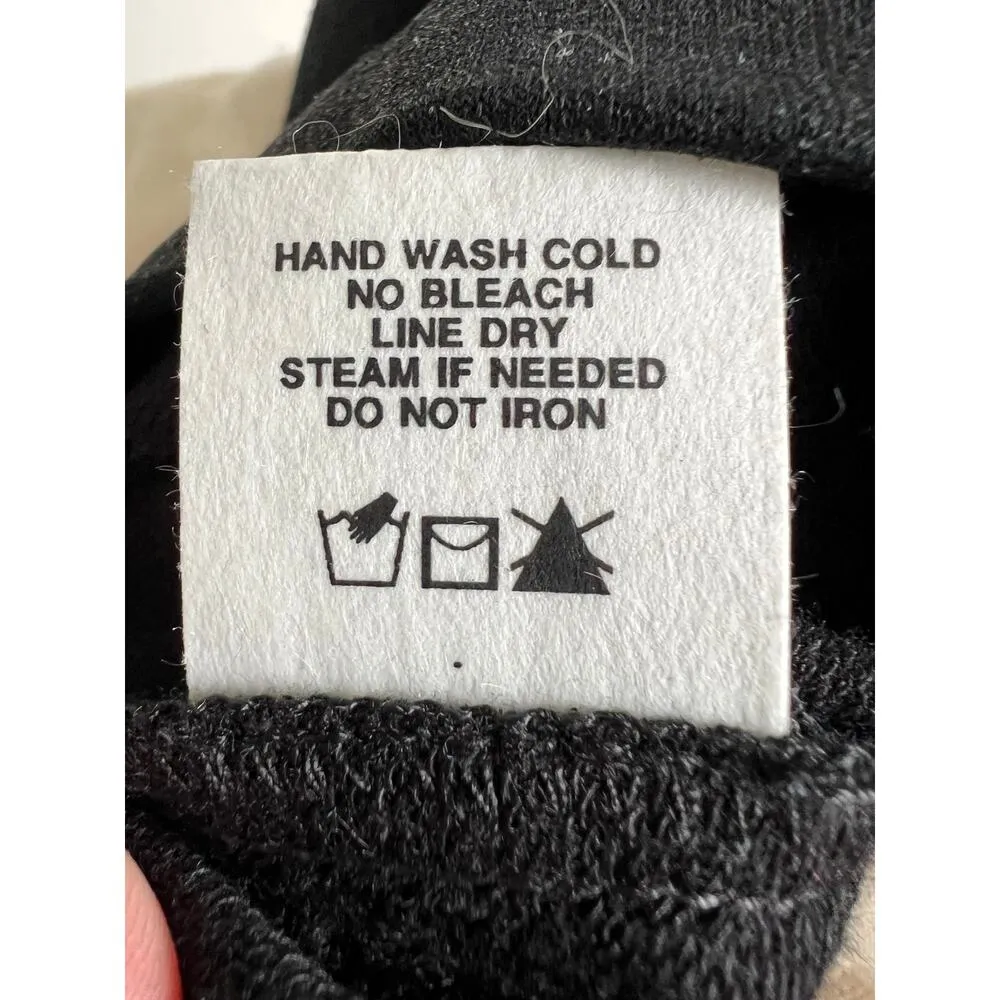 HAND WASH COLD
NO BLEACH
LINE DRY
STEAM IF NEEDED
DO NOT IRON